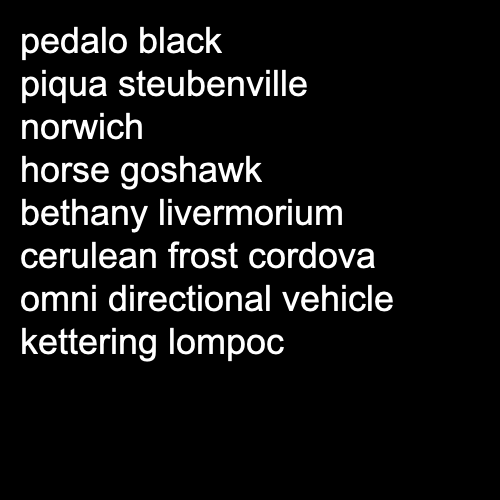 pedalo black
piqua steubenville
norwich
horse goshawk
bethany livermorium
cerulean frost cordova
omni directional vehicle
kettering lompoc